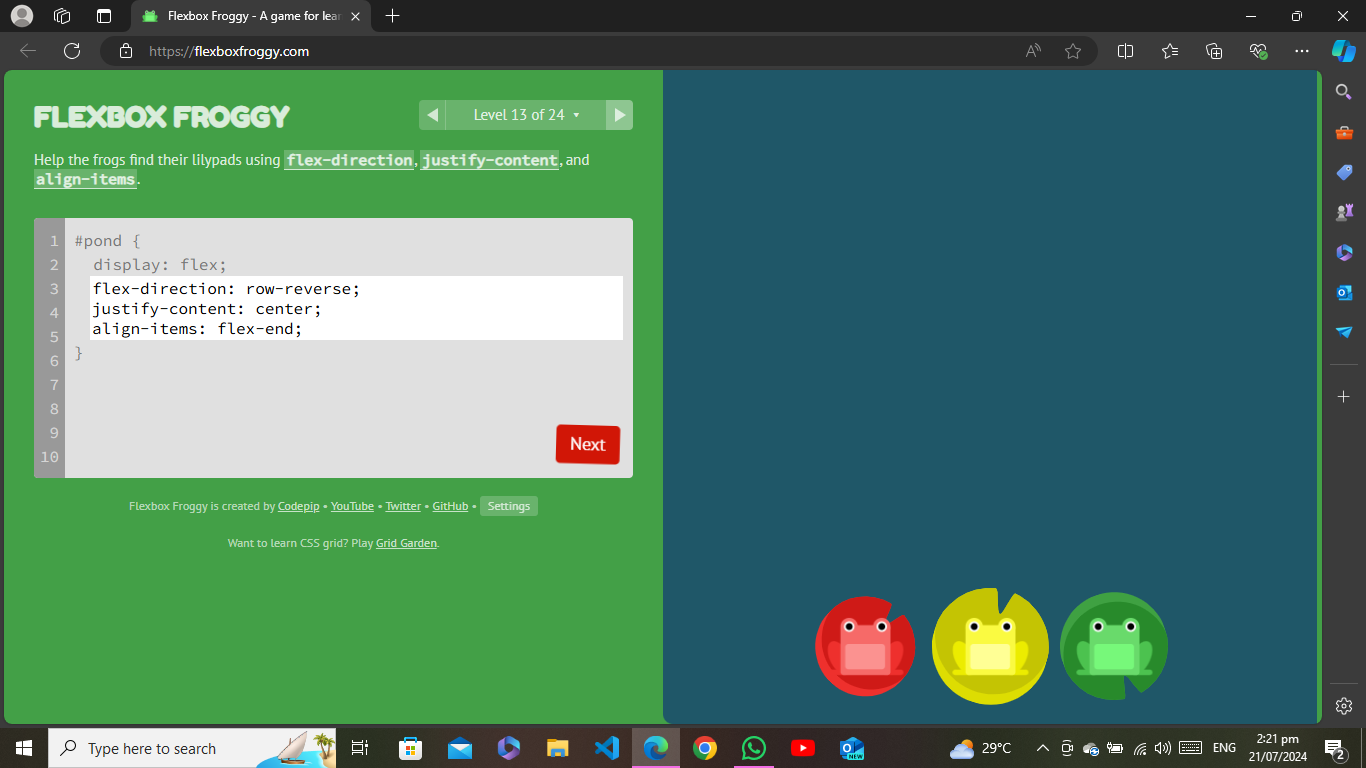 Flexbox Froggy - A game for lear
https://flexboxfroggy.com
FLEXBOX FROGGY
Level 13 of 24
Help the frogs find their lilypads using flex-direction, justify-content, and
align-items.
1 #pond {
2 display: flex;
3 flex-direction: row-reverse;
4 justify-content: center;
5 align-items: flex-end;
6 }
7
8
9
10
Next
Flexbox Froggy is created by Codepip • YouTube • Twitter • GitHub • Settings
Want to learn CSS grid? Play Grid Garden.
Type here to search
NEW
29°C
ENG
2:21 pm
21/07/2024
2